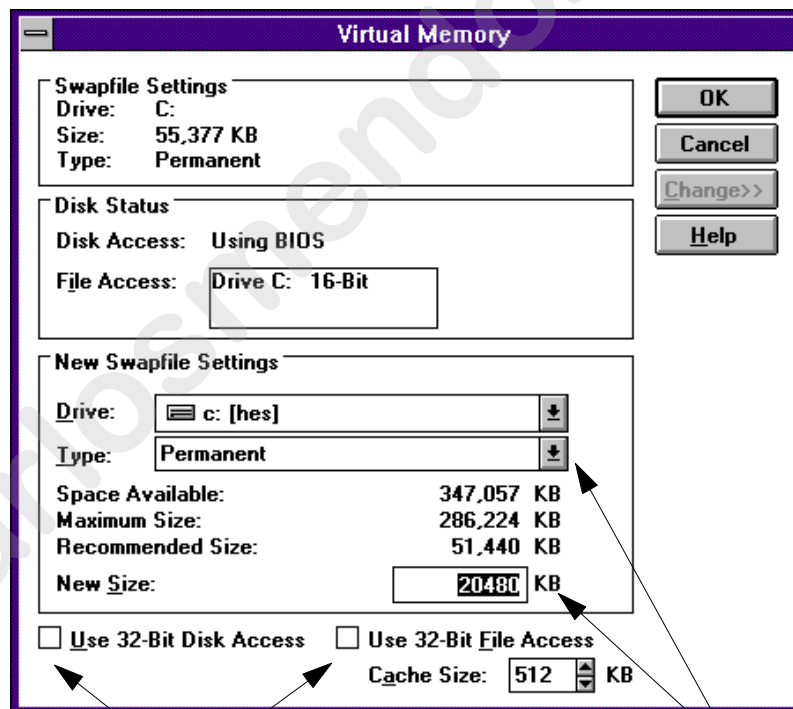 Virtual Memory
Swapfile Settings
Drive: C:
Size: 55,377 KB
Type: Permanent
OK
Cancel
Change>>
Help
Disk Status
Disk Access: Using BIOS
File Access: Drive C: 16-Bit
New Swapfile Settings
Drive: c: [hes]
Type: Permanent
Space Available: 347,057 KB
Maximum Size: 286,224 KB
Recommended Size: 51,440 KB
New Size: 20480 KB
Use 32-Bit Disk Access
Use 32-Bit File Access
Cache Size: 512 KB
arlosmendos